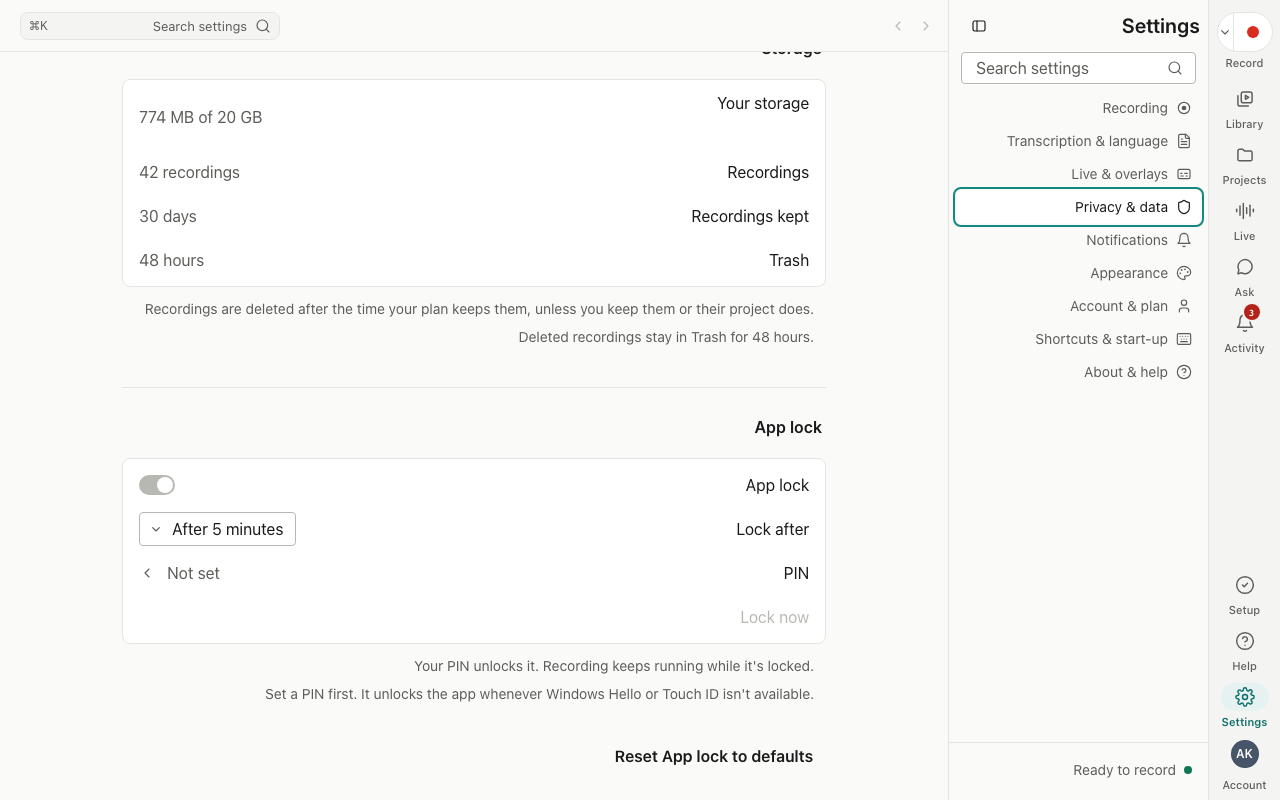 ⌘K
Search settings
Settings
Search settings
Recording
Transcription & language
Live & overlays
Privacy & data
Notifications
Appearance
Account & plan
Shortcuts & start-up
About & help
Ready to record
Record
Library
Projects
Live
Ask
3
Activity
Setup
Help
Settings
AK
Account
Storage
Your storage
774 MB of 20 GB
Recordings
42 recordings
Recordings kept
30 days
Trash
48 hours
Recordings are deleted after the time your plan keeps them, unless you keep them or their project does.
Deleted recordings stay in Trash for 48 hours.
App lock
App lock
Lock after
After 5 minutes
PIN
Not set
Lock now
Your PIN unlocks it. Recording keeps running while it's locked.
Set a PIN first. It unlocks the app whenever Windows Hello or Touch ID isn't available.
Reset App lock to defaults